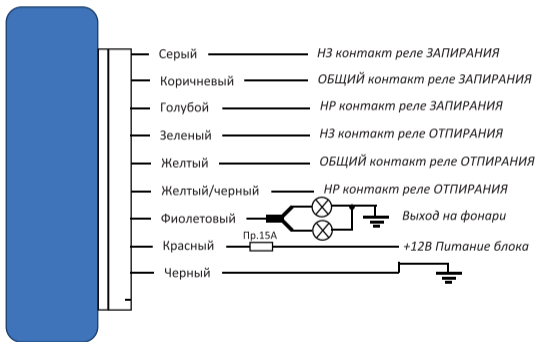 Серый НЗ контакт реле ЗАПИРАНИЯ
Коричневый ОБЩИЙ контакт реле ЗАПИРАНИЯ
Голубой НР контакт реле ЗАПИРАНИЯ
Зеленый НЗ контакт реле ОТПИРАНИЯ
Желтый ОБЩИЙ контакт реле ОТПИРАНИЯ
Желтый/черный НР контакт реле ОТПИРАНИЯ
Фиолетовый Выход на фонари
Красный Пр.15А +12В Питание блока
Черный